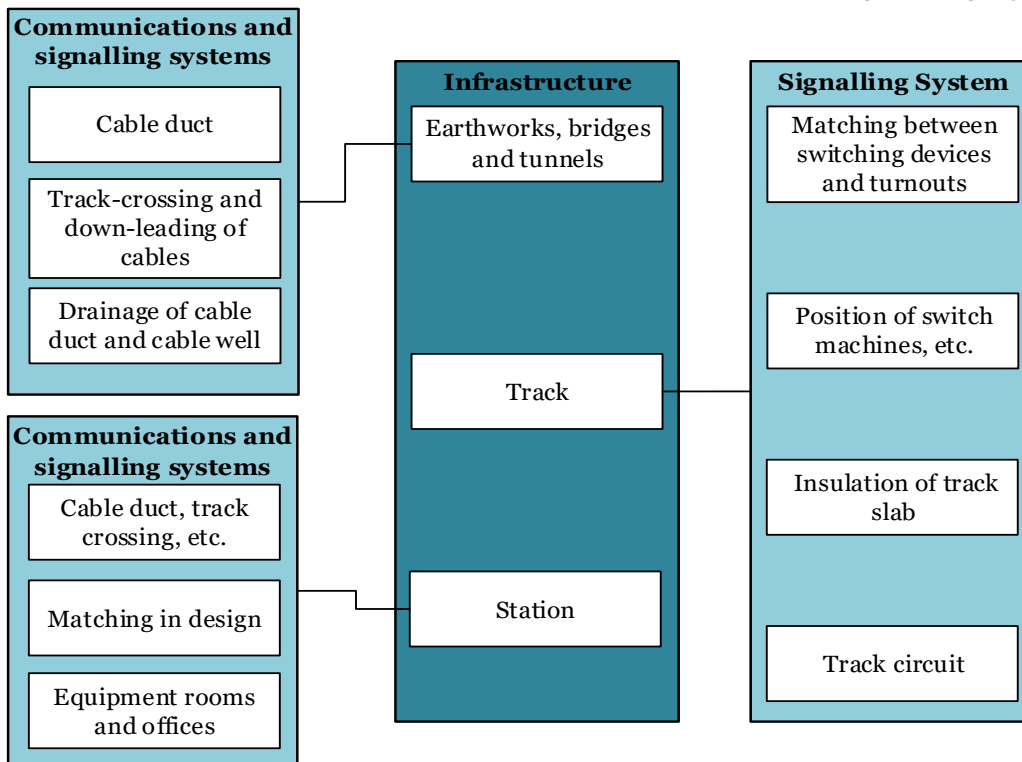 Communications and
signalling systems
Cable duct
Track-crossing and
down-leading of
cables
Drainage of cable
duct and cable well
Communications and
signalling systems
Cable duct, track
crossing, etc.
Matching in design
Equipment rooms
and offices
Infrastructure
Earthworks, bridges
and tunnels
Track
Station
Signalling System
Matching between
switching devices
and turnouts
Position of switch
machines, etc.
Insulation of track
slab
Track circuit